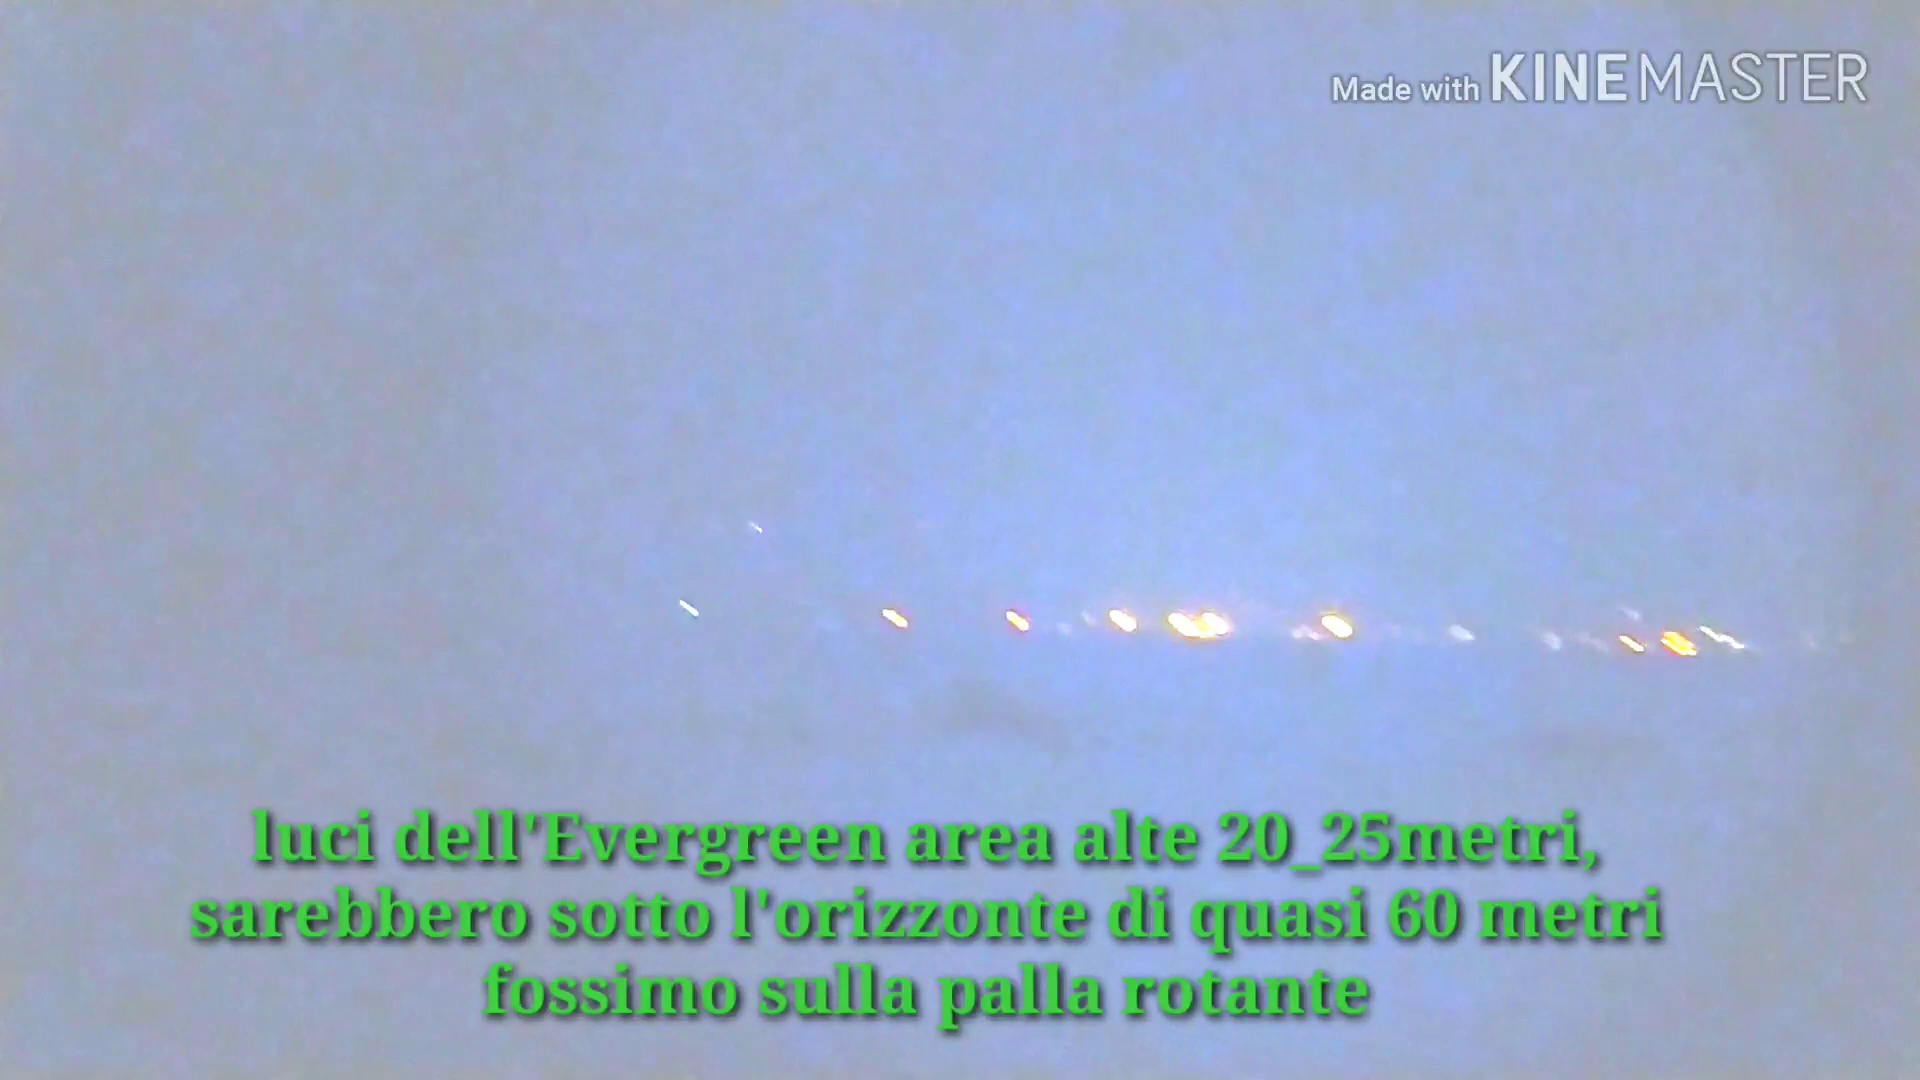 Made with KINEMASTER
luci dell'Evergreen area alte 20_25metri,
sarebbero sotto l'orizzonte di quasi 60 metri
fossimo sulla palla rotante